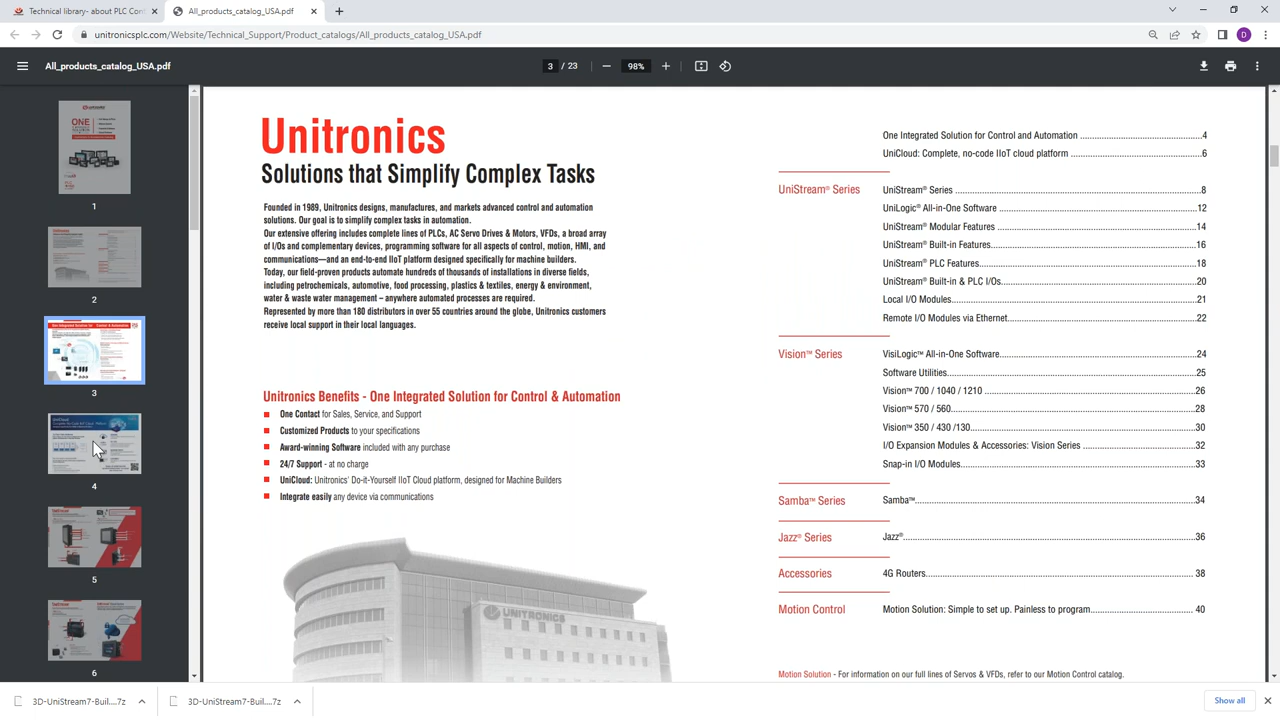 Technical library- about PLC Cont
All_products_catalog_USA.pdf
unitronicsplc.com/Website/Technical_Support/Product_catalogs/All_products_catalog_USA.pdf
D
All_products_catalog_USA.pdf
3 / 23
98%
1
2
3
4
5
6
Unitronics
Solutions that Simplify Complex Tasks
Founded in 1989, Unitronics designs, manufactures, and markets advanced control and automation
solutions. Our goal is to simplify complex tasks in automation.
Our extensive offering includes complete lines of PLCs, AC Servo Drives & Motors, VFDs, a broad array
of I/Os and complementary devices, programming software for all aspects of control, motion, HMI, and
communications—and an end-to-end IIoT platform designed specifically for machine builders.
Today, our field-proven products automate hundreds of thousands of installations in diverse fields,
including petrochemicals, automotive, food processing, plastics & textiles, energy & environment,
water & waste water management – anywhere automated processes are required.
Represented by more than 180 distributors in over 55 countries around the globe, Unitronics customers
receive local support in their local languages.
Unitronics Benefits - One Integrated Solution for Control & Automation
One Contact for Sales, Service, and Support
Customized Products to your specifications
Award-winning Software included with any purchase
24/7 Support - at no charge
UniCloud: Unitronics' Do-it-Yourself IIoT Cloud platform, designed for Machine Builders
Integrate easily any device via communications
UNITRONICS
One Integrated Solution for Control and Automation ...4
UniCloud: Complete, no-code IIoT cloud platform ...6
UniStream® Series
UniStream® Series ...8
UniLogic® All-in-One Software ...12
UniStream® Modular Features ...14
UniStream® Built-in Features...16
UniStream® PLC Features...18
UniStream® Built-in & PLC I/Os...20
Local I/O Modules...21
Remote I/O Modules via Ethernet...22
Vision™ Series
VisiLogic™ All-in-One Software...24
Software Utilities...25
Vision™ 700 / 1040 / 1210 ...26
Vision™ 570 / 560...28
Vision™ 350 / 430 /130...30
I/O Expansion Modules & Accessories: Vision Series ...32
Snap-in I/O Modules...33
Samba™ Series
Samba™...34
Jazz® Series
Jazz®...36
Accessories
4G Routers...38
Motion Control
Motion Solution: Simple to set up. Painless to program...40
Motion Solution - For information on our full lines of Servos & VFDs, refer to our Motion Control catalog.
3D-UniStream7-Buil....7z
3D-UniStream7-Buil....7z
Show all